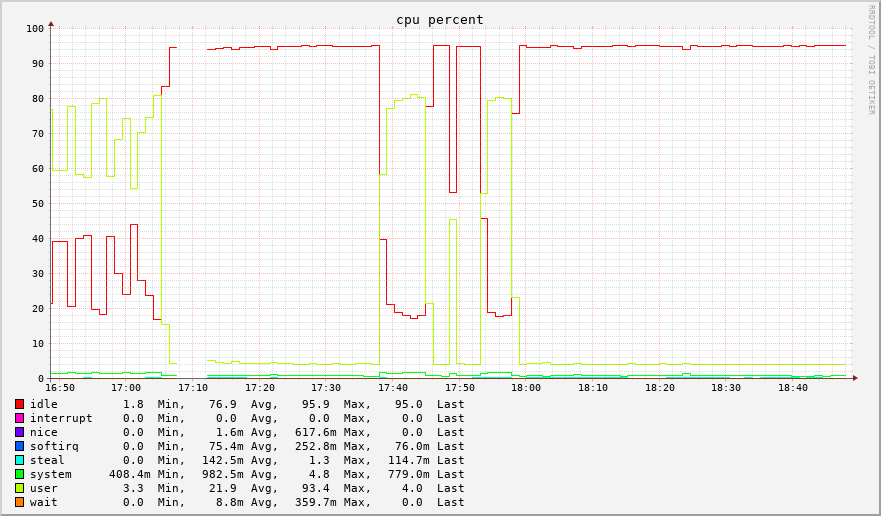 cpu percent
RRDTOOL / TOBI OETIKER
100
90
80
70
60
50
40
30
20
10
0
16:50 17:00 17:10 17:20 17:30 17:40 17:50 18:00 18:10 18:20 18:30 18:40
idle 1.8 Min, 76.9 Avg, 95.9 Max, 95.0 Last
interrupt 0.0 Min, 0.0 Avg, 0.0 Max, 0.0 Last
nice 0.0 Min, 1.6m Avg, 617.6m Max, 0.0 Last
softirq 0.0 Min, 75.4m Avg, 252.8m Max, 76.0m Last
steal 0.0 Min, 142.5m Avg, 1.3 Max, 114.7m Last
system 408.4m Min, 982.5m Avg, 4.8 Max, 779.0m Last
user 3.3 Min, 21.9 Avg, 93.4 Max, 4.0 Last
wait 0.0 Min, 8.8m Avg, 359.7m Max, 0.0 Last